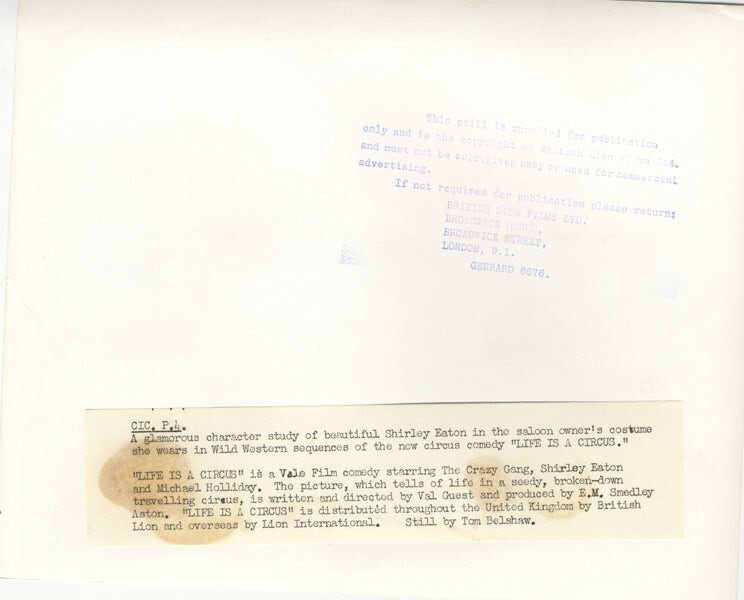 This still is supplied for publication
only and is the copyright of British Lion Films Ltd.
and must not be sold, given away or used for commercial
advertising.
If not required for publication please return:
BRITISH LION FILMS LTD.
BROADWICK HOUSE,
BROADWICK STREET,
LONDON, W.1.
GERRARD 8676.
CIC. P.4.
A glamorous character study of beautiful Shirley Eaton in the saloon owner's costume
she wears in Wild Western sequences of the new circus comedy "LIFE IS A CIRCUS."
"LIFE IS A CIRCUS" is a Vale Film comedy starring The Crazy Gang, Shirley Eaton
and Michael Holliday. The picture, which tells of life in a seedy, broken-down
travelling circus, is written and directed by Val Guest and produced by E.M. Smedley
Aston. "LIFE IS A CIRCUS" is distributed throughout the United Kingdom by British
Lion and overseas by Lion International. Still by Tom Belshaw.